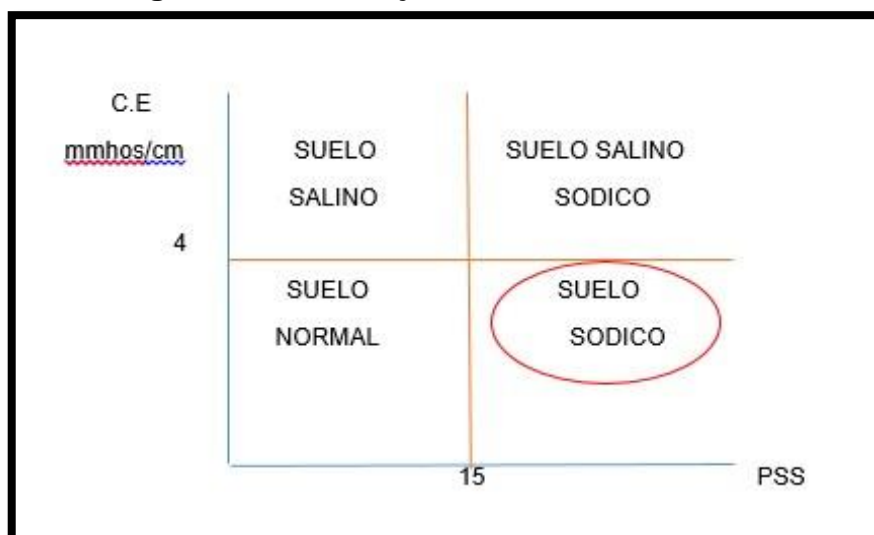 C.E
mmhos/cm
SUELO
SALINO
SUELO SALINO
SODICO
4
SUELO
NORMAL
SUELO
SODICO
15
PSS